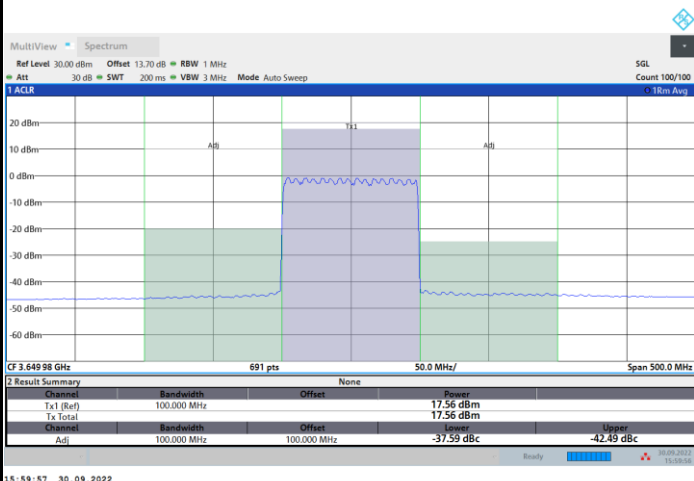 MultiView Spectrum
Ref Level 30.00 dBm Offset 13.70 dB RBW 1 MHz SGL
Att 30 dB SWT 200 ms VBW 3 MHz Mode Auto Sweep Count 100/100
1 ACLR 1Rm Avg
20 dBm
Tx1
10 dBm
Adj Adj
0 dBm
-10 dBm
-20 dBm
-30 dBm
-40 dBm
-50 dBm
-60 dBm
CF 3.649 98 GHz 691 pts 50.0 MHz/ Span 500.0 MHz
2 Result Summary None
Channel Bandwidth Offset Power
Tx1 (Ref) 100.000 MHz 17.56 dBm
Tx Total 17.56 dBm
Channel Bandwidth Offset Lower Upper
Adj 100.000 MHz 100.000 MHz -37.59 dBc -42.49 dBc
Ready 30.09.2022
15:59:56
15:59:57 30.09.2022